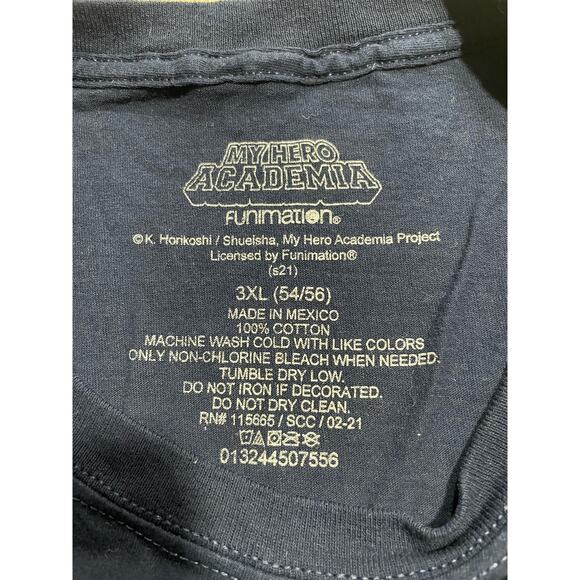 MY HERO
ACADEMIA
FUNIMATION®
©K. Horikoshi / Shueisha, My Hero Academia Project
Licensed by Funimation®
(s21)
3XL (54/56)
MADE IN MEXICO
100% COTTON
MACHINE WASH COLD WITH LIKE COLORS
ONLY NON-CHLORINE BLEACH WHEN NEEDED.
TUMBLE DRY LOW.
DO NOT IRON IF DECORATED.
DO NOT DRY CLEAN.
RN# 115665 / SCC / 02-21
013244507556